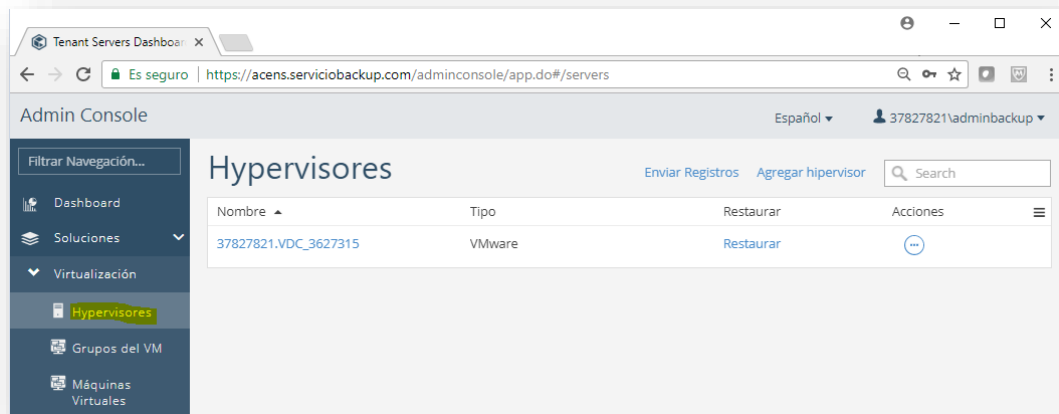 Tenant Servers Dashboar
Es seguro https://acens.serviciobackup.com/adminconsole/app.do#/servers
Admin Console Español 37827821\adminbackup
Filtrar Navegación...
Hypervisores Enviar Registros Agregar hipervisor Search
Dashboard
Nombre Tipo Restaurar Acciones
Soluciones
37827821.VDC_3627315 VMware Restaurar
Virtualización
Hypervisores
Grupos del VM
Máquinas
Virtuales